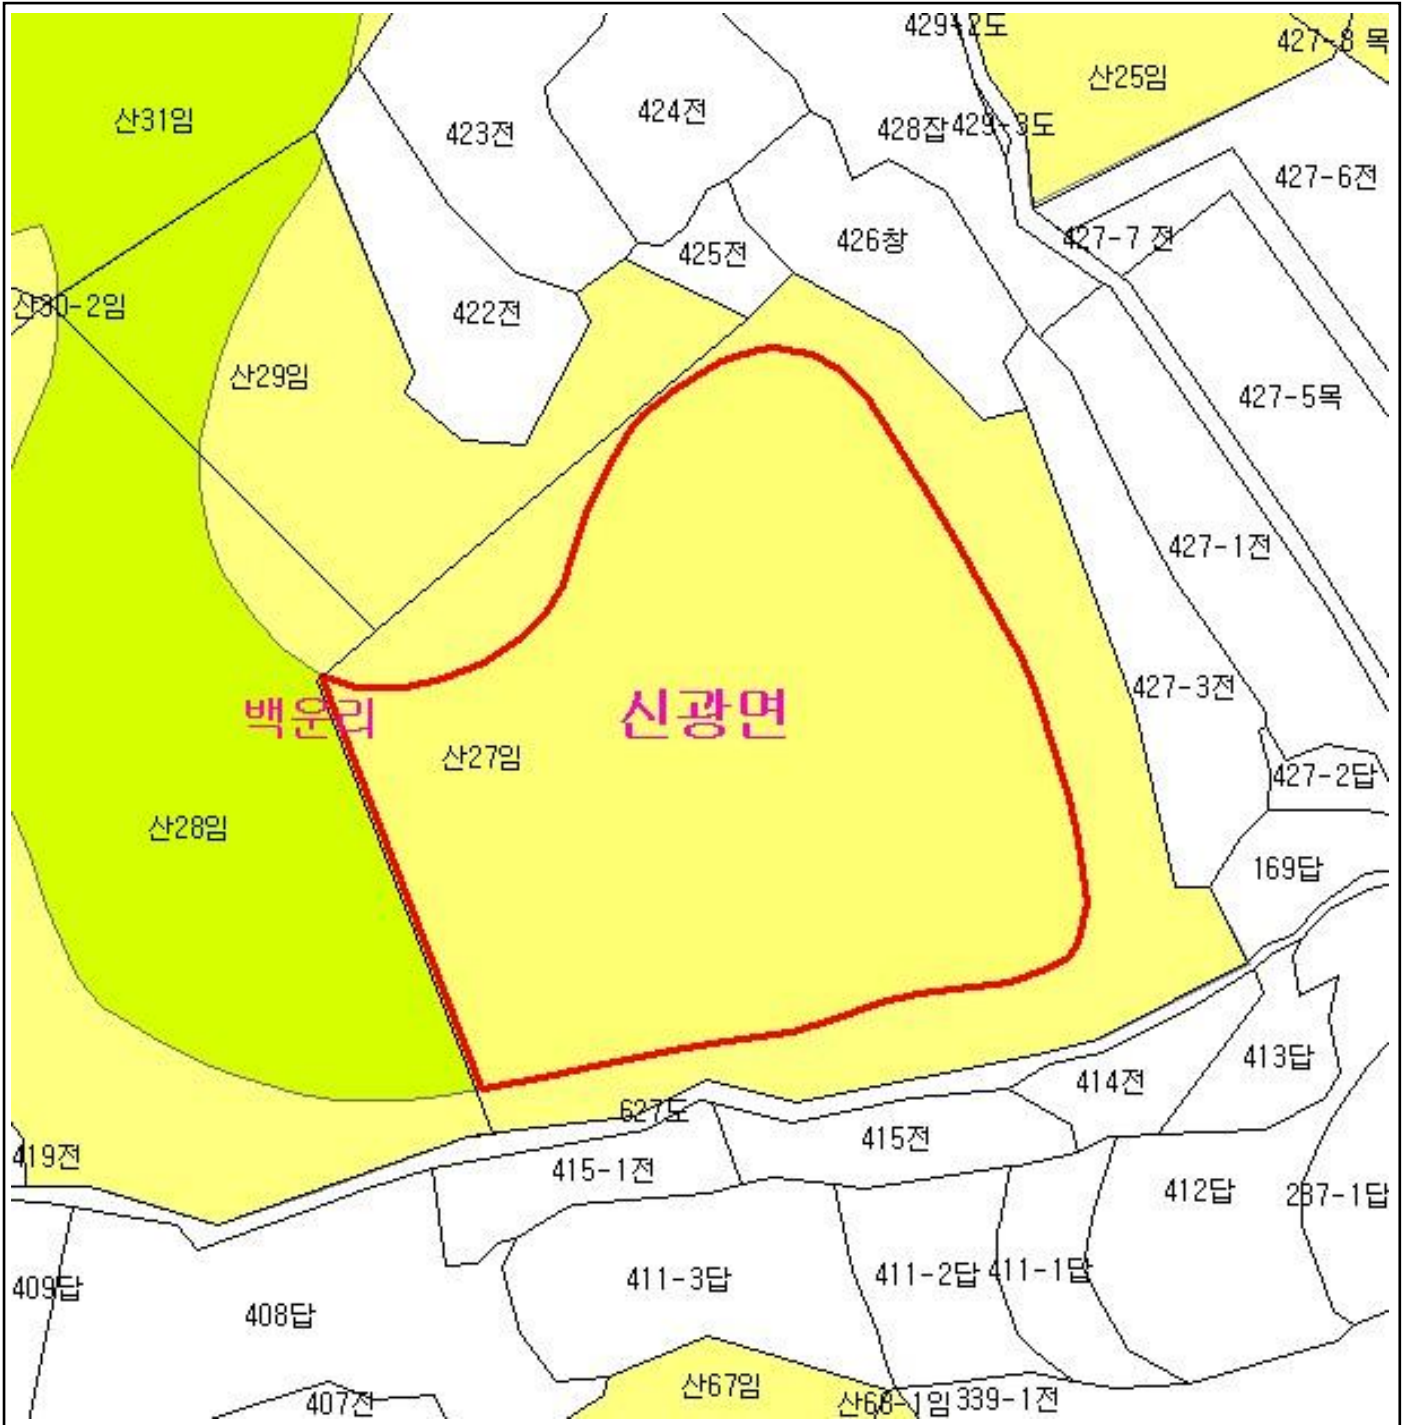 429-2도
427-8 목
산25임
산31임
424전
423전
428잡
429-3도
427-6전
426창
427-7 전
425전
산30-2임
422전
산29임
427-5목
427-1전
427-3전
백운리
신광면
산27임
427-2답
산28임
169답
413답
414전
627도
415전
419전
415-1전
412답
287-1답
411-3답
411-2답
411-1답
409답
408답
산67임
산68-1임
339-1전
407전